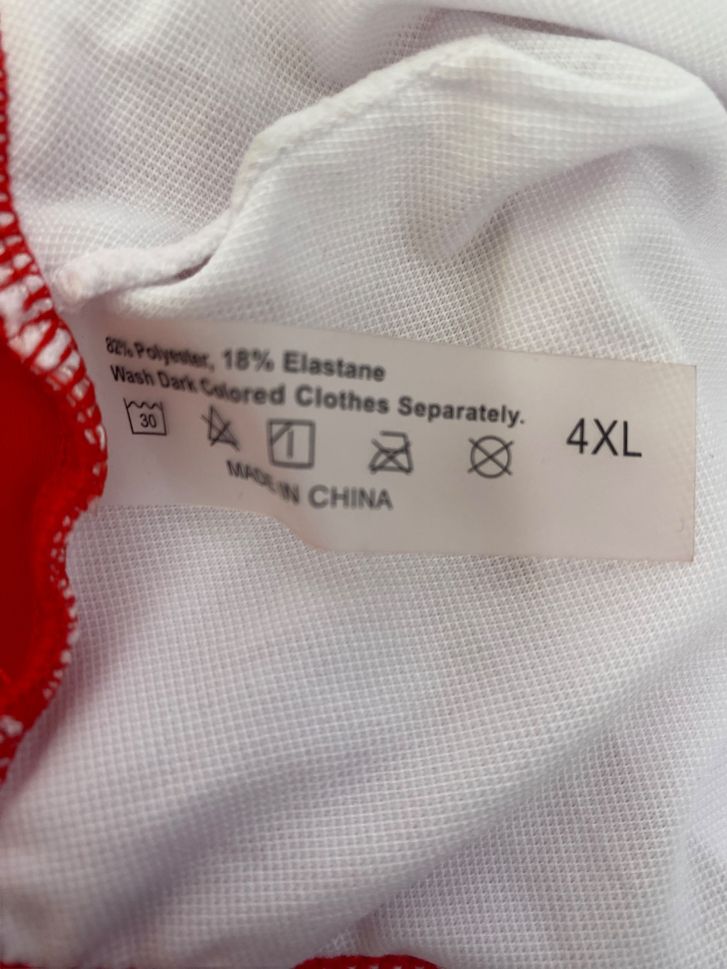 82% Polyester, 18% Elastane
Wash Dark Colored Clothes Separately.
30
4XL
MADE IN CHINA